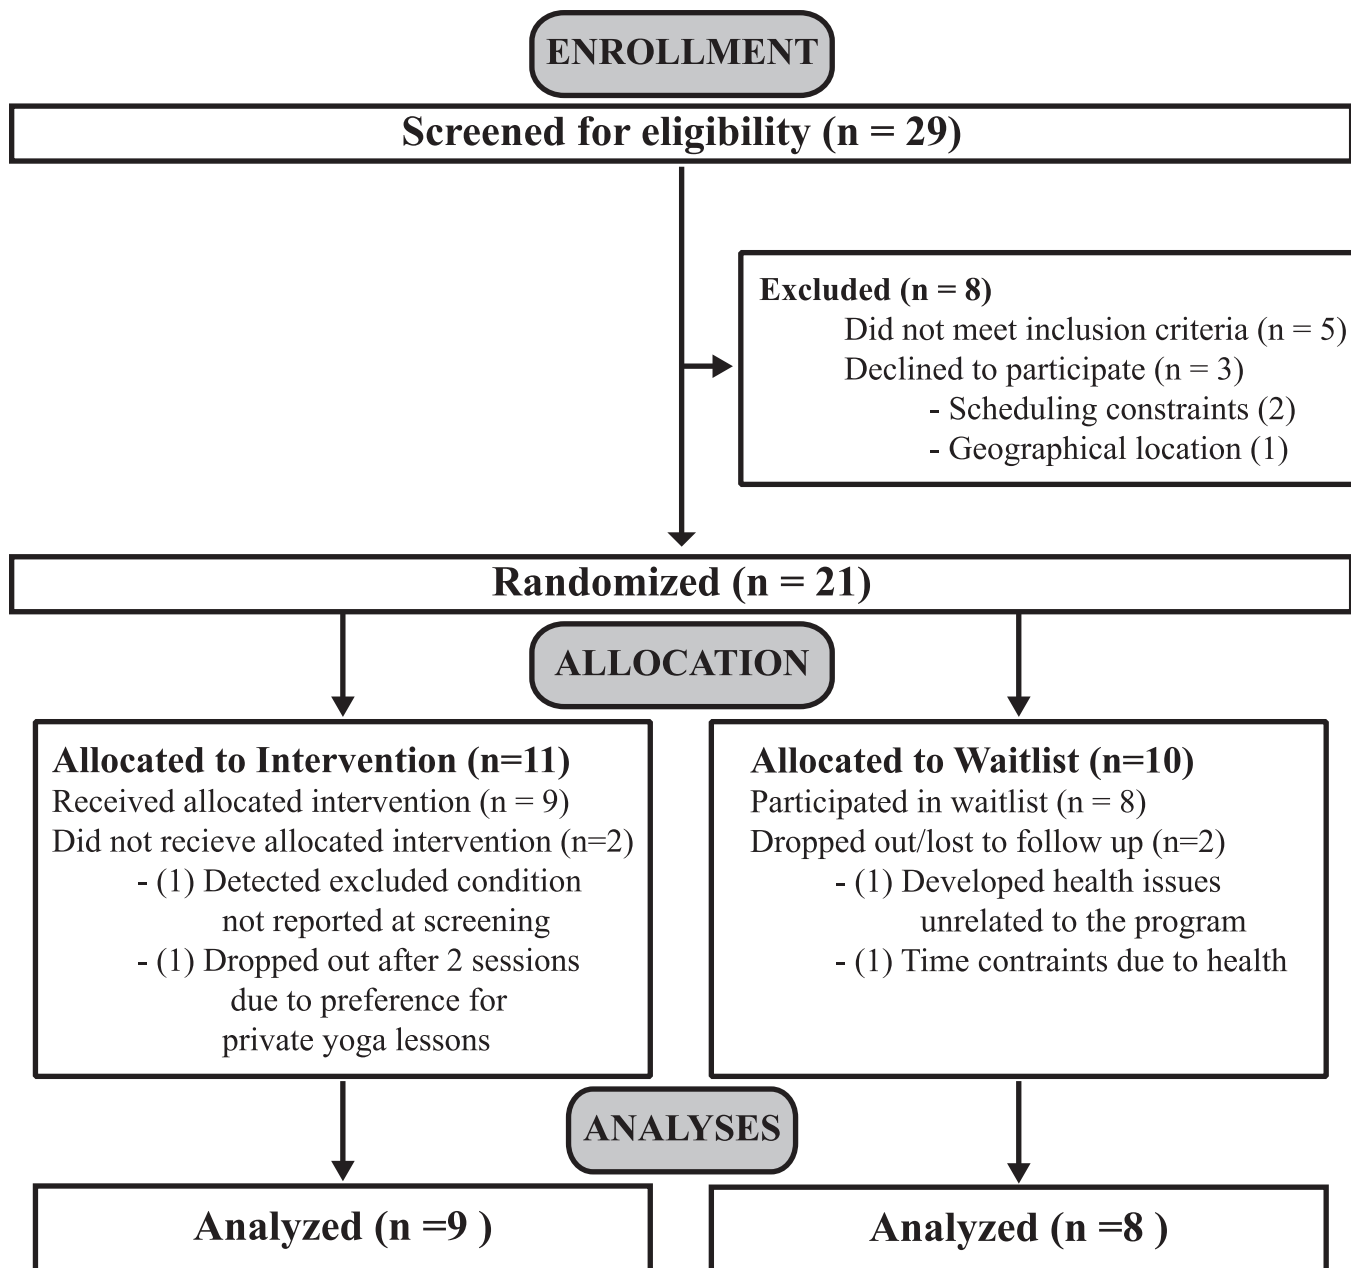 ENROLLMENT
Screened for eligibility (n = 29)
Excluded (n = 8)
Did not meet inclusion criteria (n = 5)
Declined to participate (n = 3)
- Scheduling constraints (2)
- Geographical location (1)
Randomized (n = 21)
ALLOCATION
Allocated to Intervention (n=11)
Received allocated intervention (n = 9)
Did not recieve allocated intervention (n=2)
- (1) Detected excluded condition
not reported at screening
- (1) Dropped out after 2 sessions
due to preference for
private yoga lessons
Allocated to Waitlist (n=10)
Participated in waitlist (n = 8)
Dropped out/lost to follow up (n=2)
- (1) Developed health issues
unrelated to the program
- (1) Time contraints due to health
ANALYSES
Analyzed (n =9 )
Analyzed (n =8 )